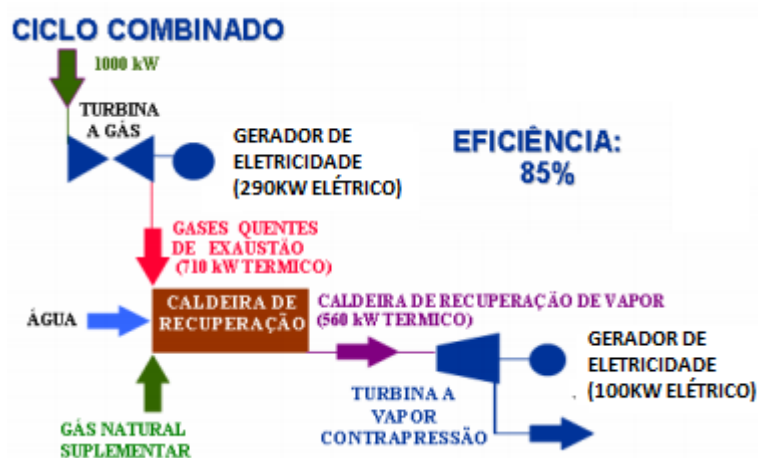 CICLO COMBINADO
1000 kW
TURBINA
A GÁS
GERADOR DE
ELETRICIDADE
(290KW ELÉTRICO)
EFICIÊNCIA:
85%
GASES QUENTES
DE EXAUSTÃO
(710 kW TERMICO)
ÁGUA
CALDEIRA DE
RECUPERAÇÃO
CALDEIRA DE RECUPERAÇÃO DE VAPOR
(560 kW TERMICO)
GERADOR DE
ELETRICIDADE
(100KW ELÉTRICO)
TURBINA A
VAPOR
CONTRAPRESSÃO
GÁS NATURAL
SUPLEMENTAR